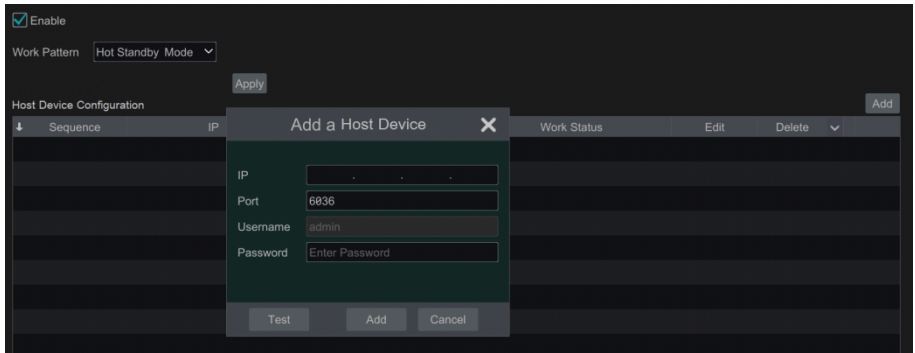 Enable
Work Pattern Hot Standby Mode
Apply
Host Device Configuration Add
Sequence IP Work Status Edit Delete
Add a Host Device
IP . . .
Port 6036
Username admin
Password Enter Password
Test Add Cancel